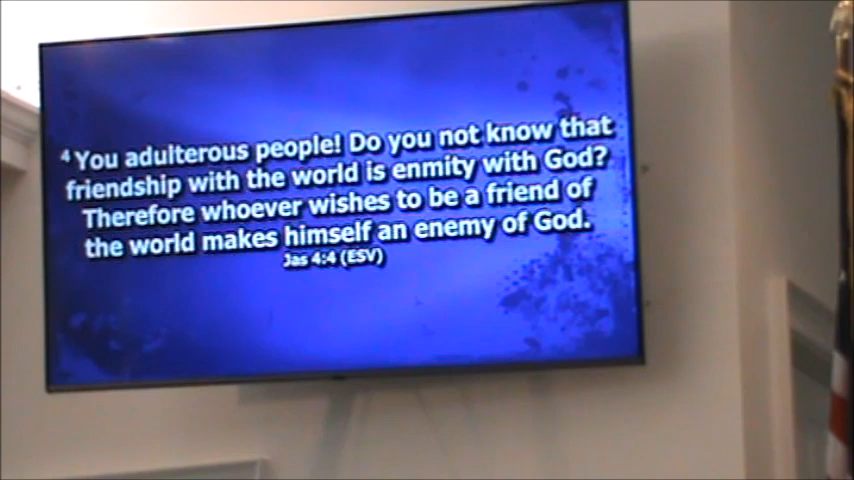 4 You adulterous people! Do you not know that
friendship with the world is enmity with God?
Therefore whoever wishes to be a friend of
the world makes himself an enemy of God.
Jas 4:4 (ESV)